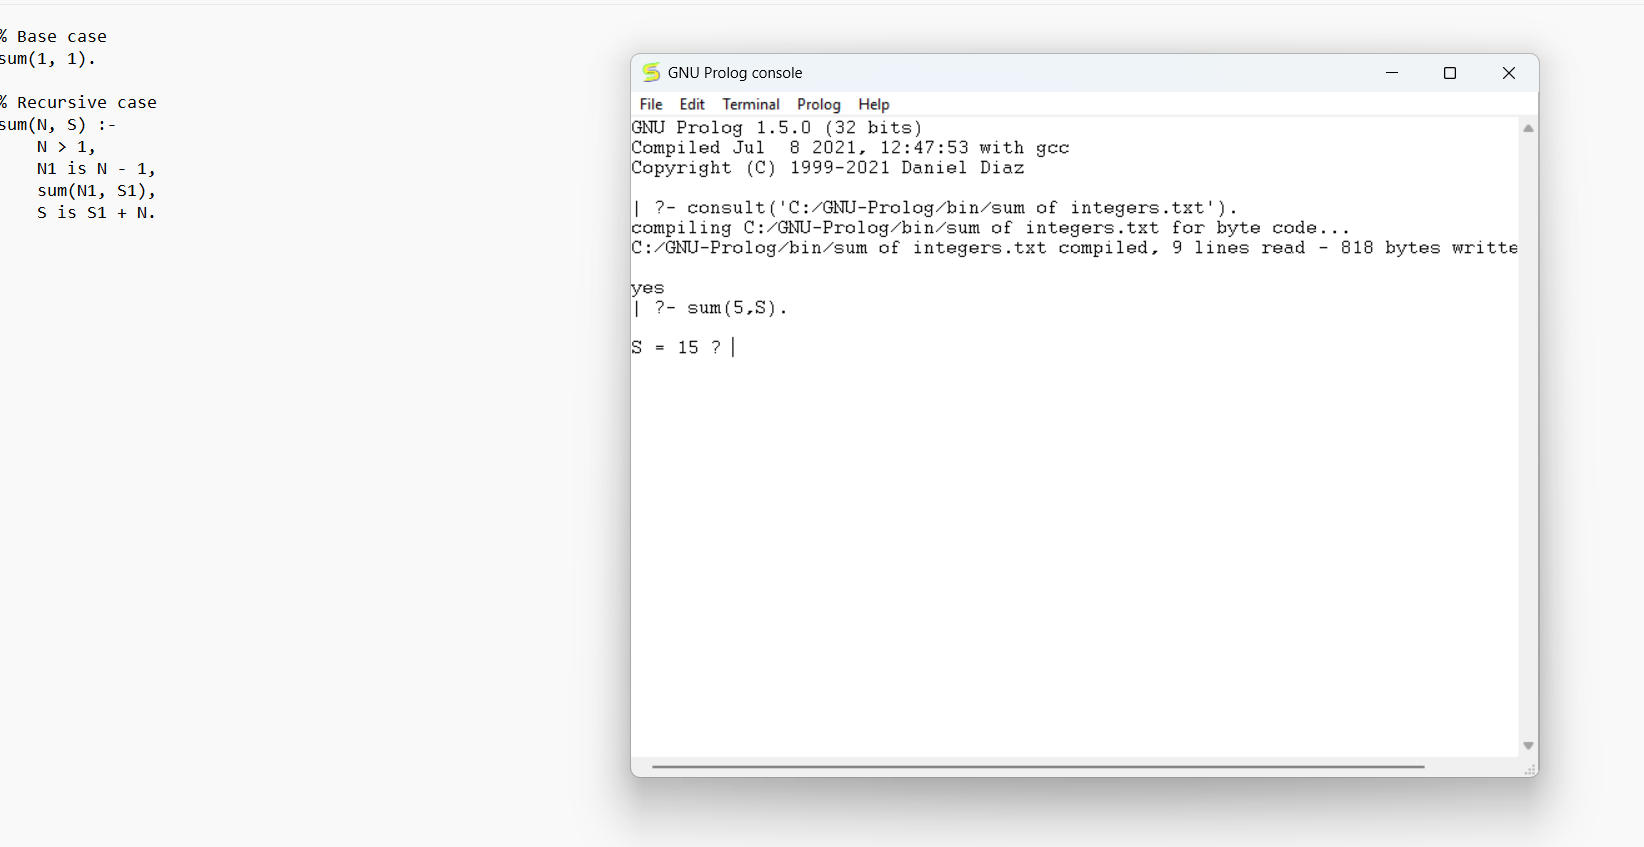 % Base case
sum(1, 1).
% Recursive case
sum(N, S) :-
    N > 1,
    N1 is N - 1,
    sum(N1, S1),
    S is S1 + N.
GNU Prolog console
File Edit Terminal Prolog Help
GNU Prolog 1.5.0 (32 bits)
Compiled Jul  8 2021, 12:47:53 with gcc
Copyright (C) 1999-2021 Daniel Diaz
| ?- consult('C:/GNU-Prolog/bin/sum of integers.txt').
compiling C:/GNU-Prolog/bin/sum of integers.txt for byte code...
C:/GNU-Prolog/bin/sum of integers.txt compiled, 9 lines read - 818 bytes writte
yes
| ?- sum(5,S).
S = 15 ?